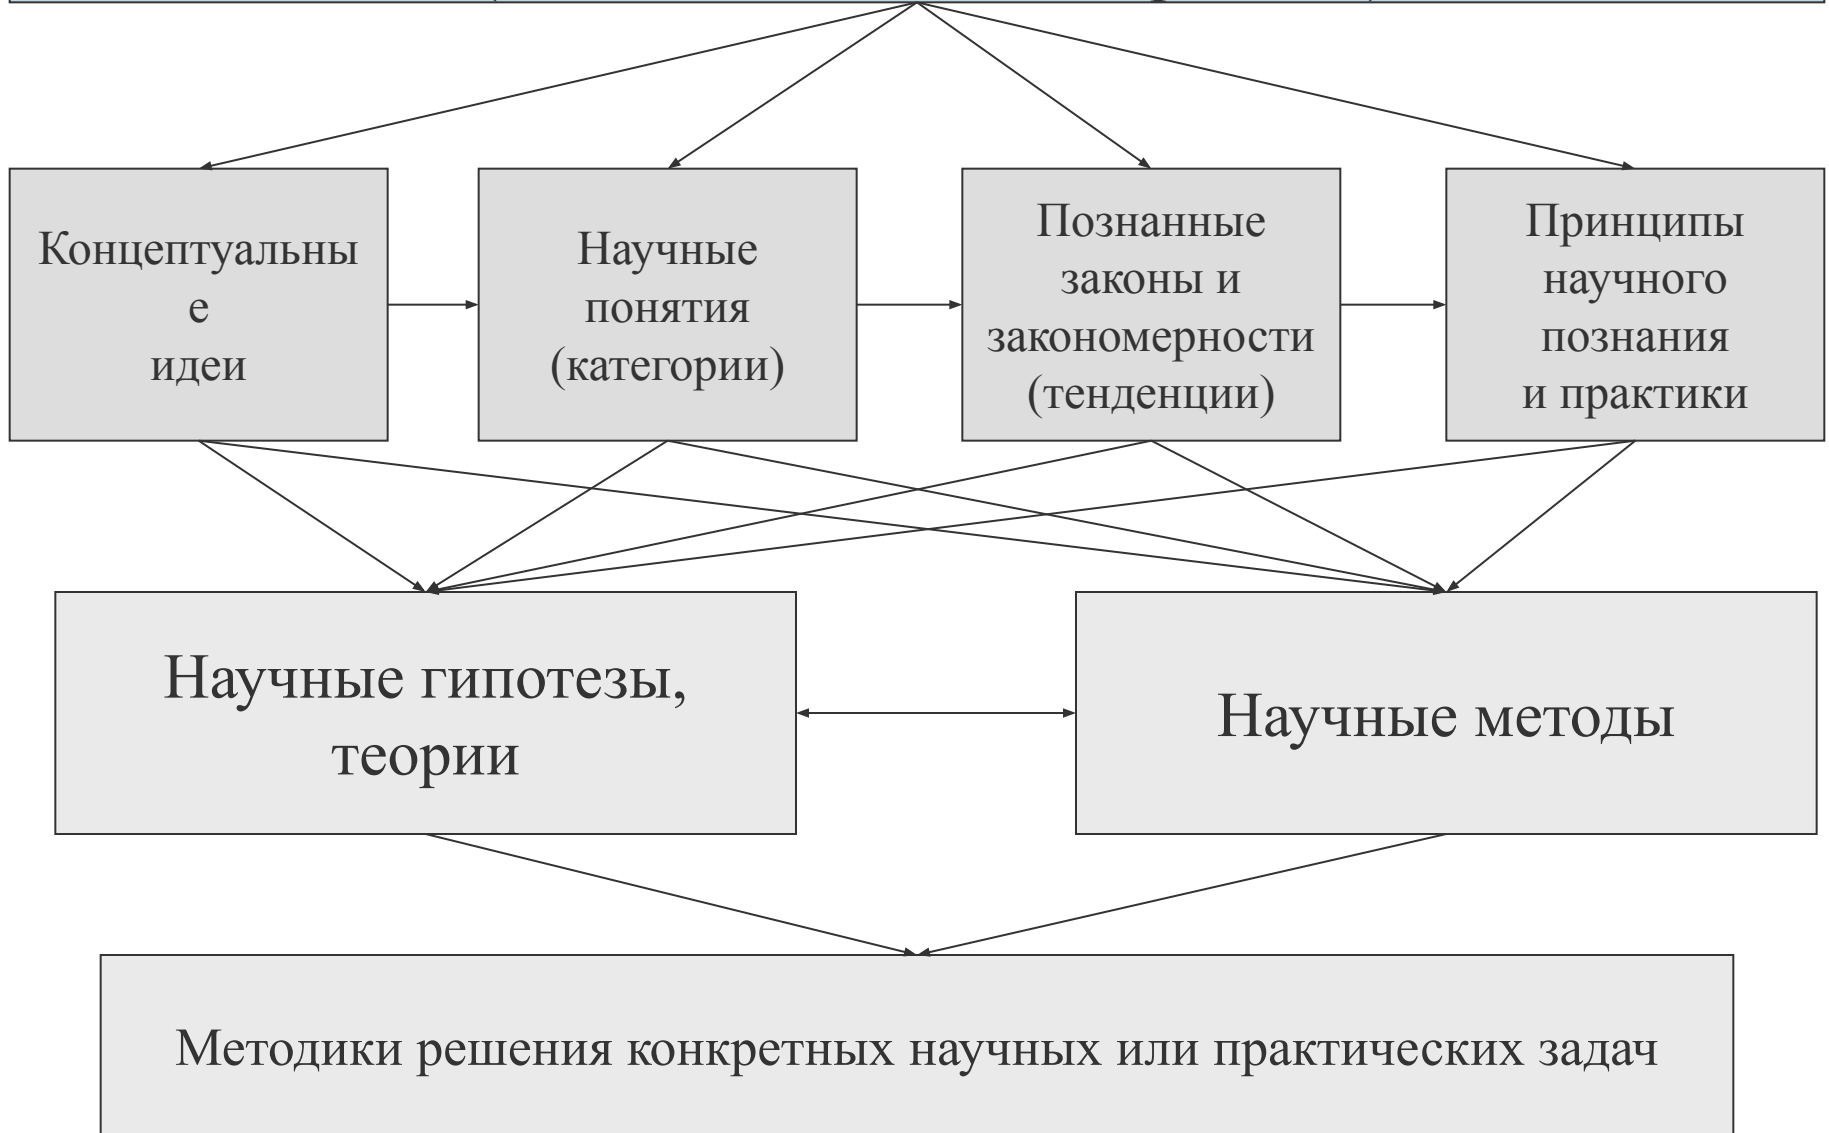 Концептуальны
е
идеи
Научные
понятия
(категории)
Познанные
законы и
закономерности
(тенденции)
Принципы
научного
познания
и практики
Научные гипотезы,
теории
Научные методы
Методики решения конкретных научных или практических задач